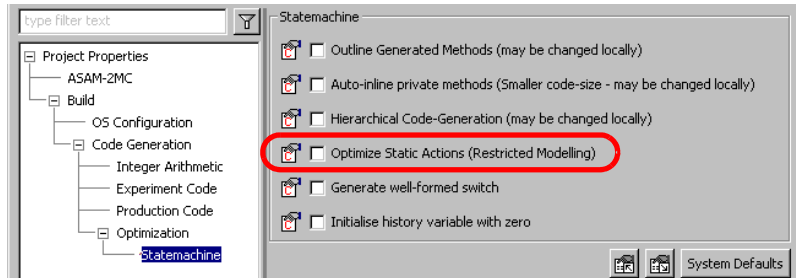 type filter text
Project Properties
ASAM-2MC
Build
OS Configuration
Code Generation
Integer Arithmetic
Experiment Code
Production Code
Optimization
Statemachine
Statemachine
Outline Generated Methods (may be changed locally)
Auto-inline private methods (Smaller code-size - may be changed locally)
Hierarchical Code-Generation (may be changed locally)
Optimize Static Actions (Restricted Modelling)
Generate well-formed switch
Initialise history variable with zero
System Defaults